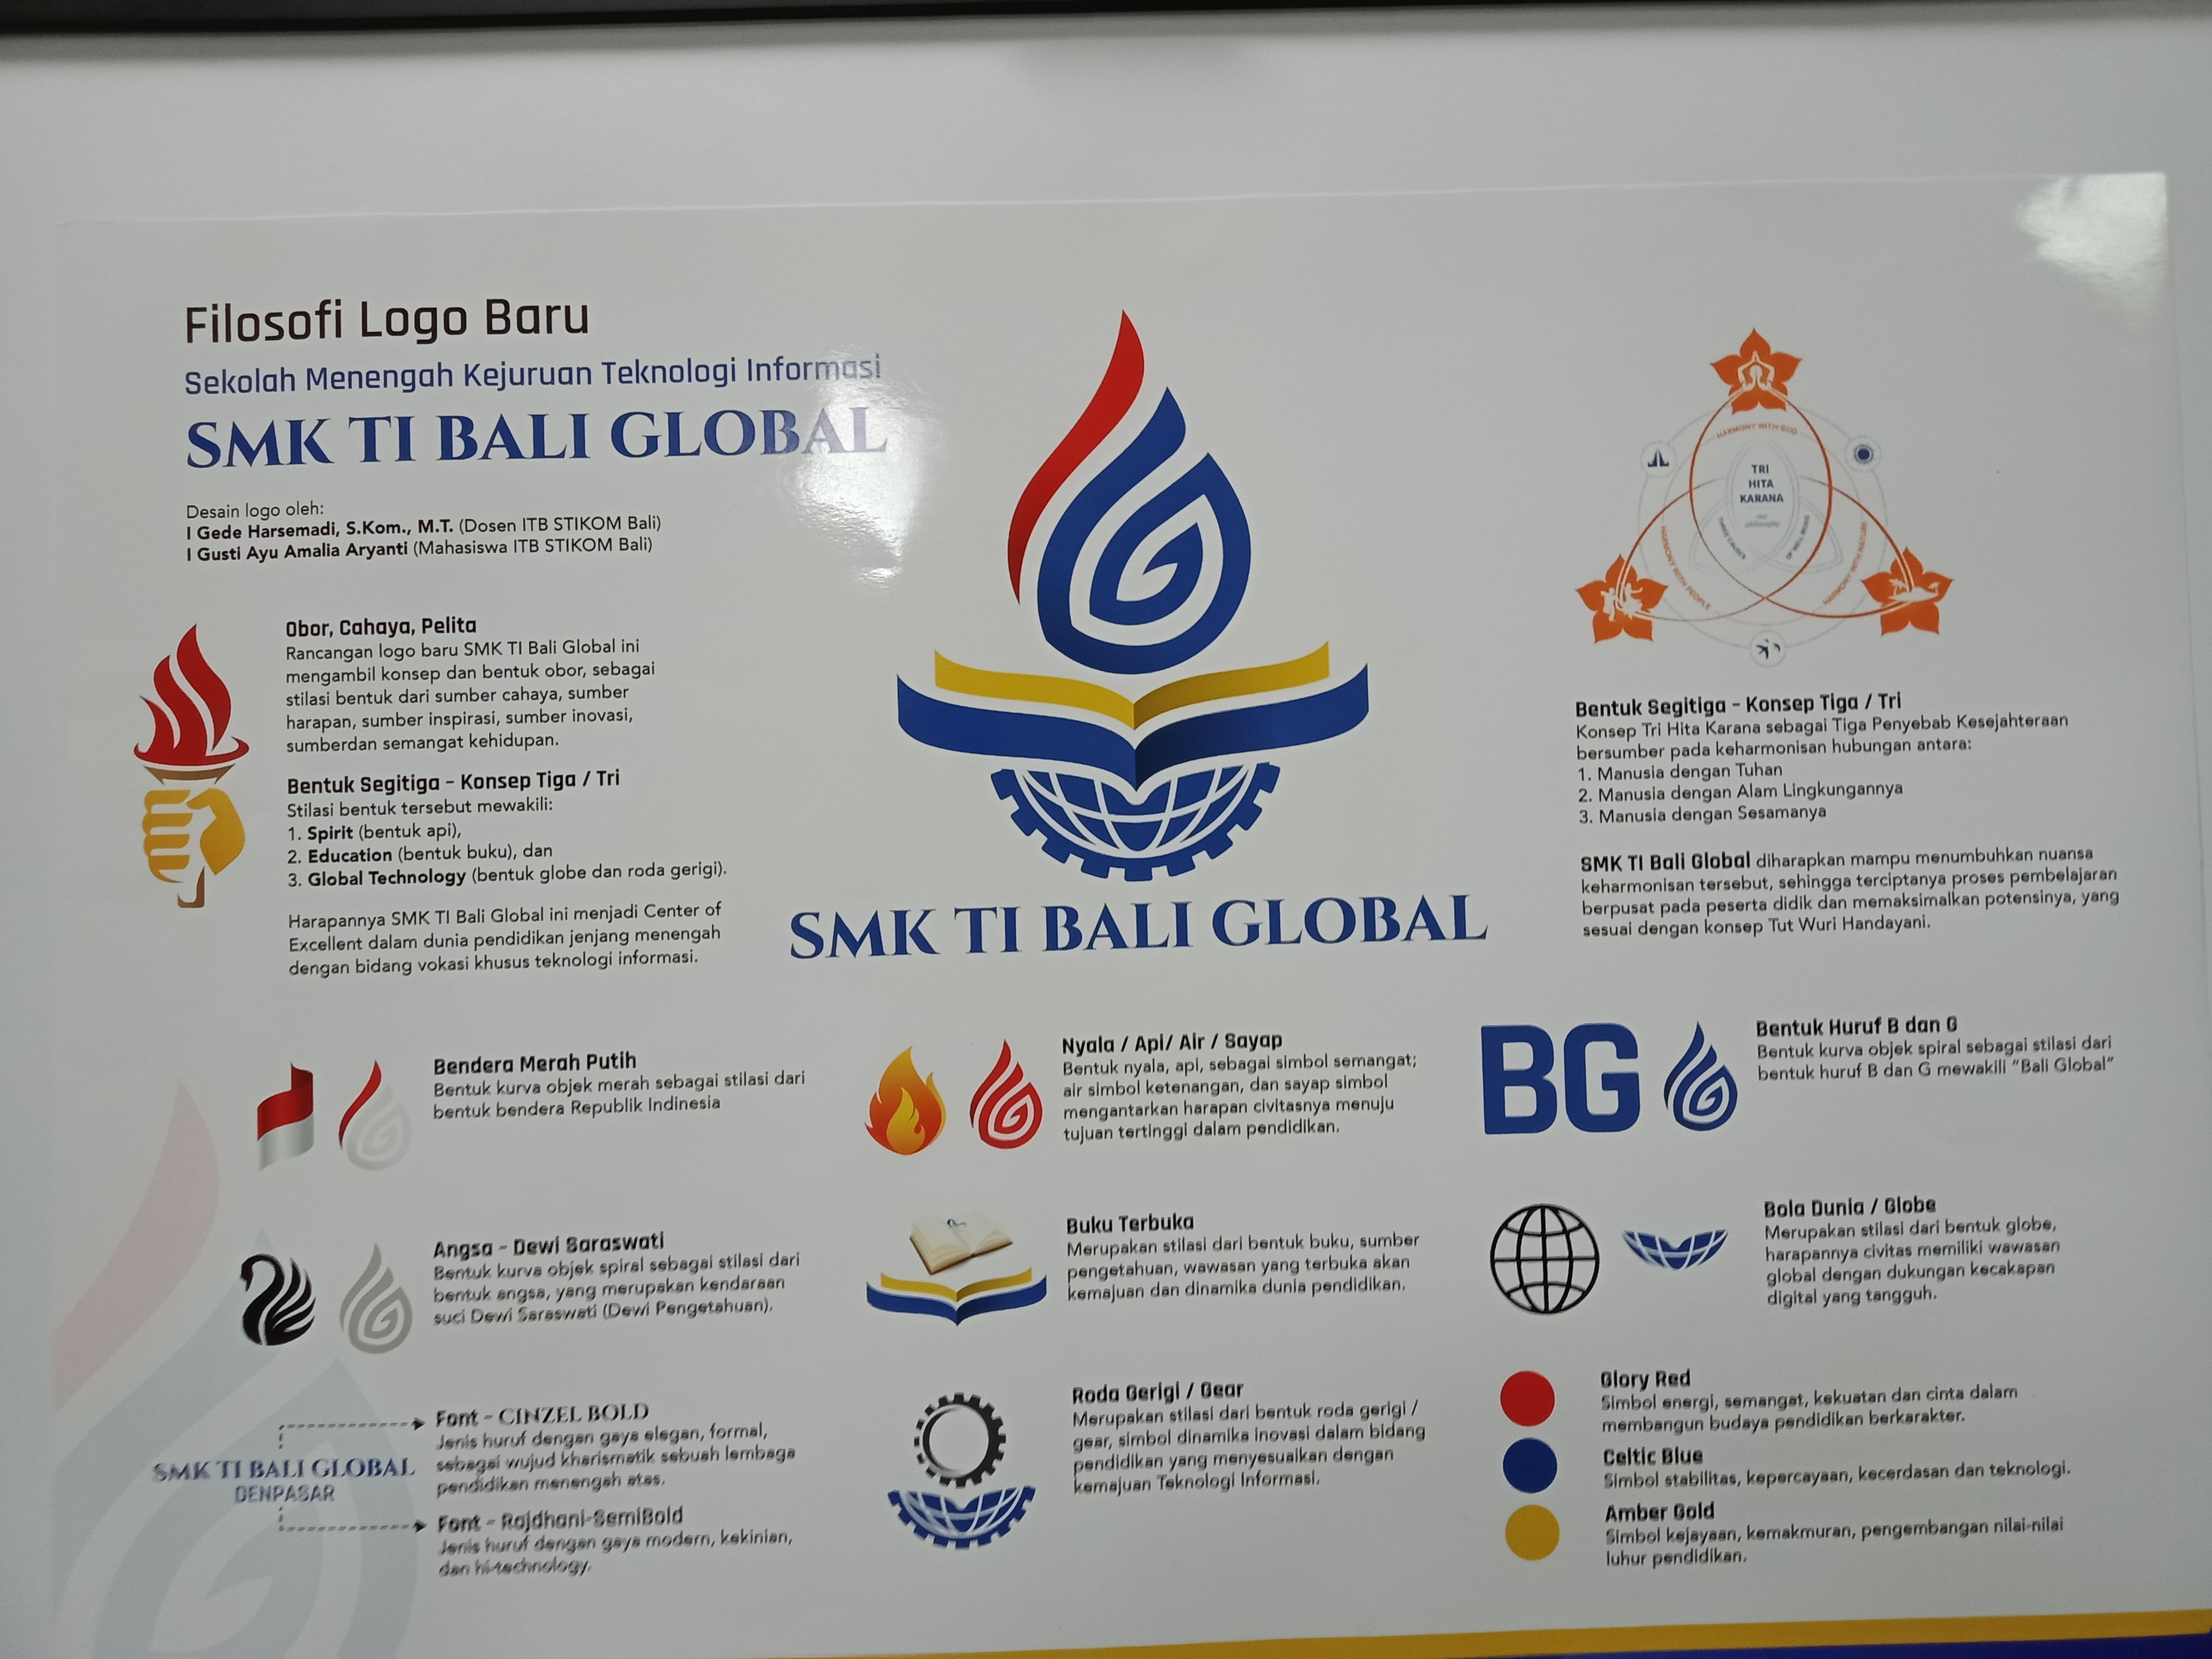 Filosofi Logo Baru
Sekolah Menengah Kejuruan Teknologi Informasi
SMK TI BALI GLOBAL
Desain logo oleh:
I Gede Harsemadi, S.Kom., M.T. (Dosen ITB STIKOM Bali)
I Gusti Ayu Amalia Aryanti (Mahasiswa ITB STIKOM Bali)
Obor, Cahaya, Pelita
Rancangan logo baru SMK TI Bali Global ini
mengambil konsep dan bentuk obor, sebagai
stilasi bentuk dari sumber cahaya, sumber
harapan, sumber inspirasi, sumber inovasi,
sumberdan semangat kehidupan.
Bentuk Segitiga - Konsep Tiga / Tri
Stilasi bentuk tersebut mewakili:
1. Spirit (bentuk api),
2. Education (bentuk buku), dan
3. Global Technology (bentuk globe dan roda gerigi).
Harapannya SMK TI Bali Global ini menjadi Center of
Excellent dalam dunia pendidikan jenjang menengah
dengan bidang vokasi khusus teknologi informasi.
SMK TI BALI GLOBAL
HARMONY WITH GOD
TRI
HITA
KARANA
HARMONY WITH PEOPLE
HARMONY WITH NATURE
Bentuk Segitiga - Konsep Tiga / Tri
Konsep Tri Hita Karana sebagai Tiga Penyebab Kesejahteraan
bersumber pada keharmonisan hubungan antara:
1. Manusia dengan Tuhan
2. Manusia dengan Alam Lingkungannya
3. Manusia dengan Sesamanya
SMK TI Bali Global diharapkan mampu menumbuhkan nuansa
keharmonisan tersebut, sehingga terciptanya proses pembelajaran
berpusat pada peserta didik dan memaksimalkan potensinya, yang
sesuai dengan konsep Tut Wuri Handayani.
Bendera Merah Putih
Bentuk kurva objek merah sebagai stilasi dari
bentuk bendera Republik Indinesia
Nyala / Api/ Air / Sayap
Bentuk nyala, api, sebagai simbol semangat;
air simbol ketenangan, dan sayap simbol
mengantarkan harapan civitasnya menuju
tujuan tertinggi dalam pendidikan.
BG
Bentuk Huruf B dan G
Bentuk kurva objek spiral sebagai stilasi dari
bentuk huruf B dan G mewakili "Bali Global"
Angsa - Dewi Saraswati
Bentuk kurva objek spiral sebagai stilasi dari
bentuk angsa, yang merupakan kendaraan
suci Dewi Saraswati (Dewi Pengetahuan).
Buku Terbuka
Merupakan stilasi dari bentuk buku, sumber
pengetahuan, wawasan yang terbuka akan
kemajuan dan dinamika dunia pendidikan.
Bola Dunia / Globe
Merupakan stilasi dari bentuk globe,
harapannya civitas memiliki wawasan
global dengan dukungan kecakapan
digital yang tangguh.
SMK TI BALI GLOBAL
DENPASAR
Font - CINZEL BOLD
Jenis huruf dengan gaya elegan, formal,
sebagai wujud kharismatik sebuah lembaga
pendidikan menengah atas.
Font - Rajdhani-SemiBold
Jenis huruf dengan gaya modern, kekinian,
dan hi-technology.
Roda Gerigi / Gear
Merupakan stilasi dari bentuk roda gerigi /
gear, simbol dinamika inovasi dalam bidang
pendidikan yang menyesuaikan dengan
kemajuan Teknologi Informasi.
Glory Red
Simbol energi, semangat, kekuatan dan cinta dalam
membangun budaya pendidikan berkarakter.
Celtic Blue
Simbol stabilitas, kepercayaan, kecerdasan dan teknologi.
Amber Gold
Simbol kejayaan, kemakmuran, pengembangan nilai-nilai
luhur pendidikan.